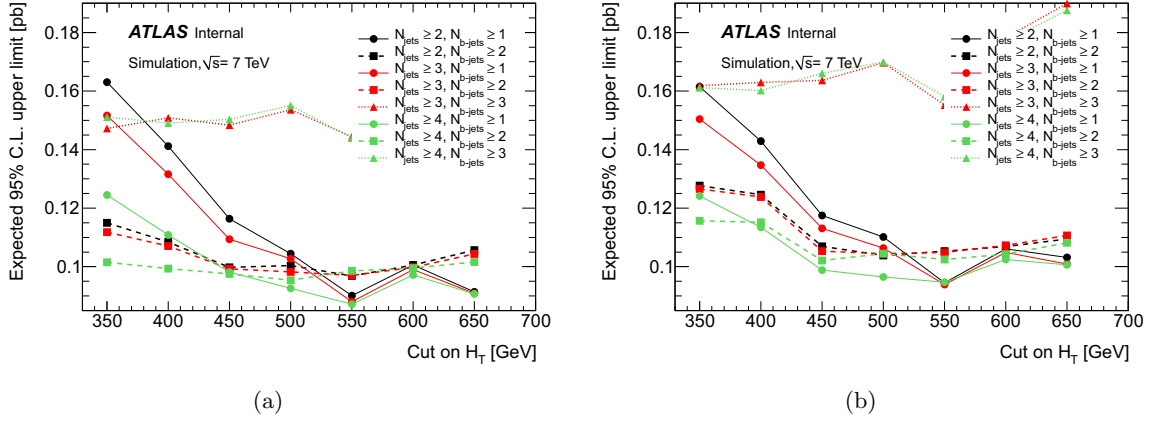 Expected 95% C.L. upper limit [pb]
0.18
0.16
0.14
0.12
0.1
ATLAS Internal
Simulation, √s= 7 TeV
N_jets ≥ 2, N_b-jets ≥ 1
N_jets ≥ 2, N_b-jets ≥ 2
N_jets ≥ 3, N_b-jets ≥ 1
N_jets ≥ 3, N_b-jets ≥ 2
N_jets ≥ 3, N_b-jets ≥ 3
N_jets ≥ 4, N_b-jets ≥ 1
N_jets ≥ 4, N_b-jets ≥ 2
N_jets ≥ 4, N_b-jets ≥ 3
350 400 450 500 550 600 650 700
Cut on H_T [GeV]
(a)
Expected 95% C.L. upper limit [pb]
0.18
0.16
0.14
0.12
0.1
ATLAS Internal
Simulation, √s= 7 TeV
N_jets ≥ 2, N_b-jets ≥ 1
N_jets ≥ 2, N_b-jets ≥ 2
N_jets ≥ 3, N_b-jets ≥ 1
N_jets ≥ 3, N_b-jets ≥ 2
N_jets ≥ 3, N_b-jets ≥ 3
N_jets ≥ 4, N_b-jets ≥ 1
N_jets ≥ 4, N_b-jets ≥ 2
N_jets ≥ 4, N_b-jets ≥ 3
350 400 450 500 550 600 650 700
Cut on H_T [GeV]
(b)